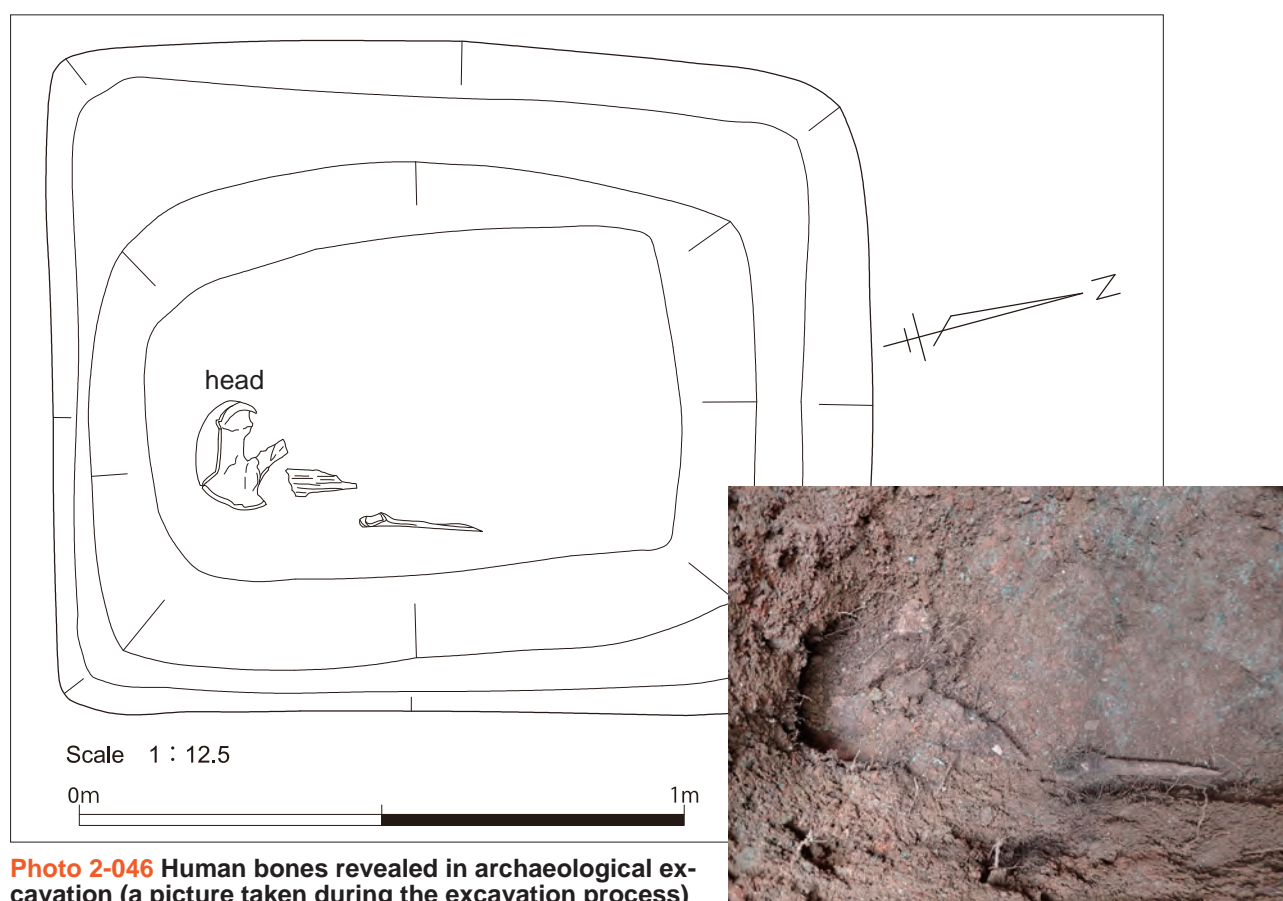 head
N
Scale 1：12.5
0m 1m
Photo 2-046 Human bones revealed in archaeological ex-
cavation (a picture taken during the excavation process)